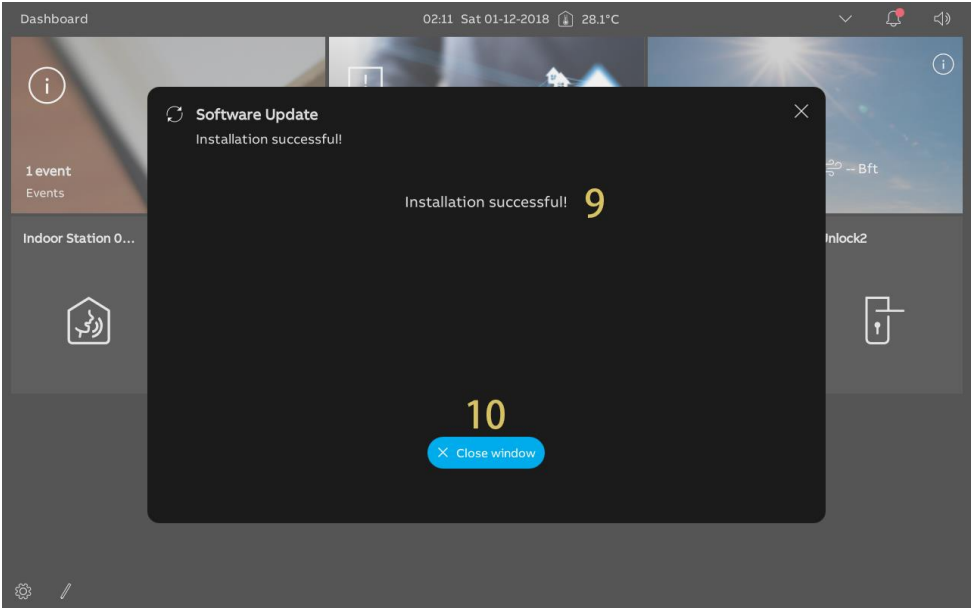 Dashboard
02:11 Sat 01-12-2018 28.1°C
Software Update
Installation successful!
1 event
Events
-- Bft
Installation successful! 9
Indoor Station 0...
Unlock2
10
Close window